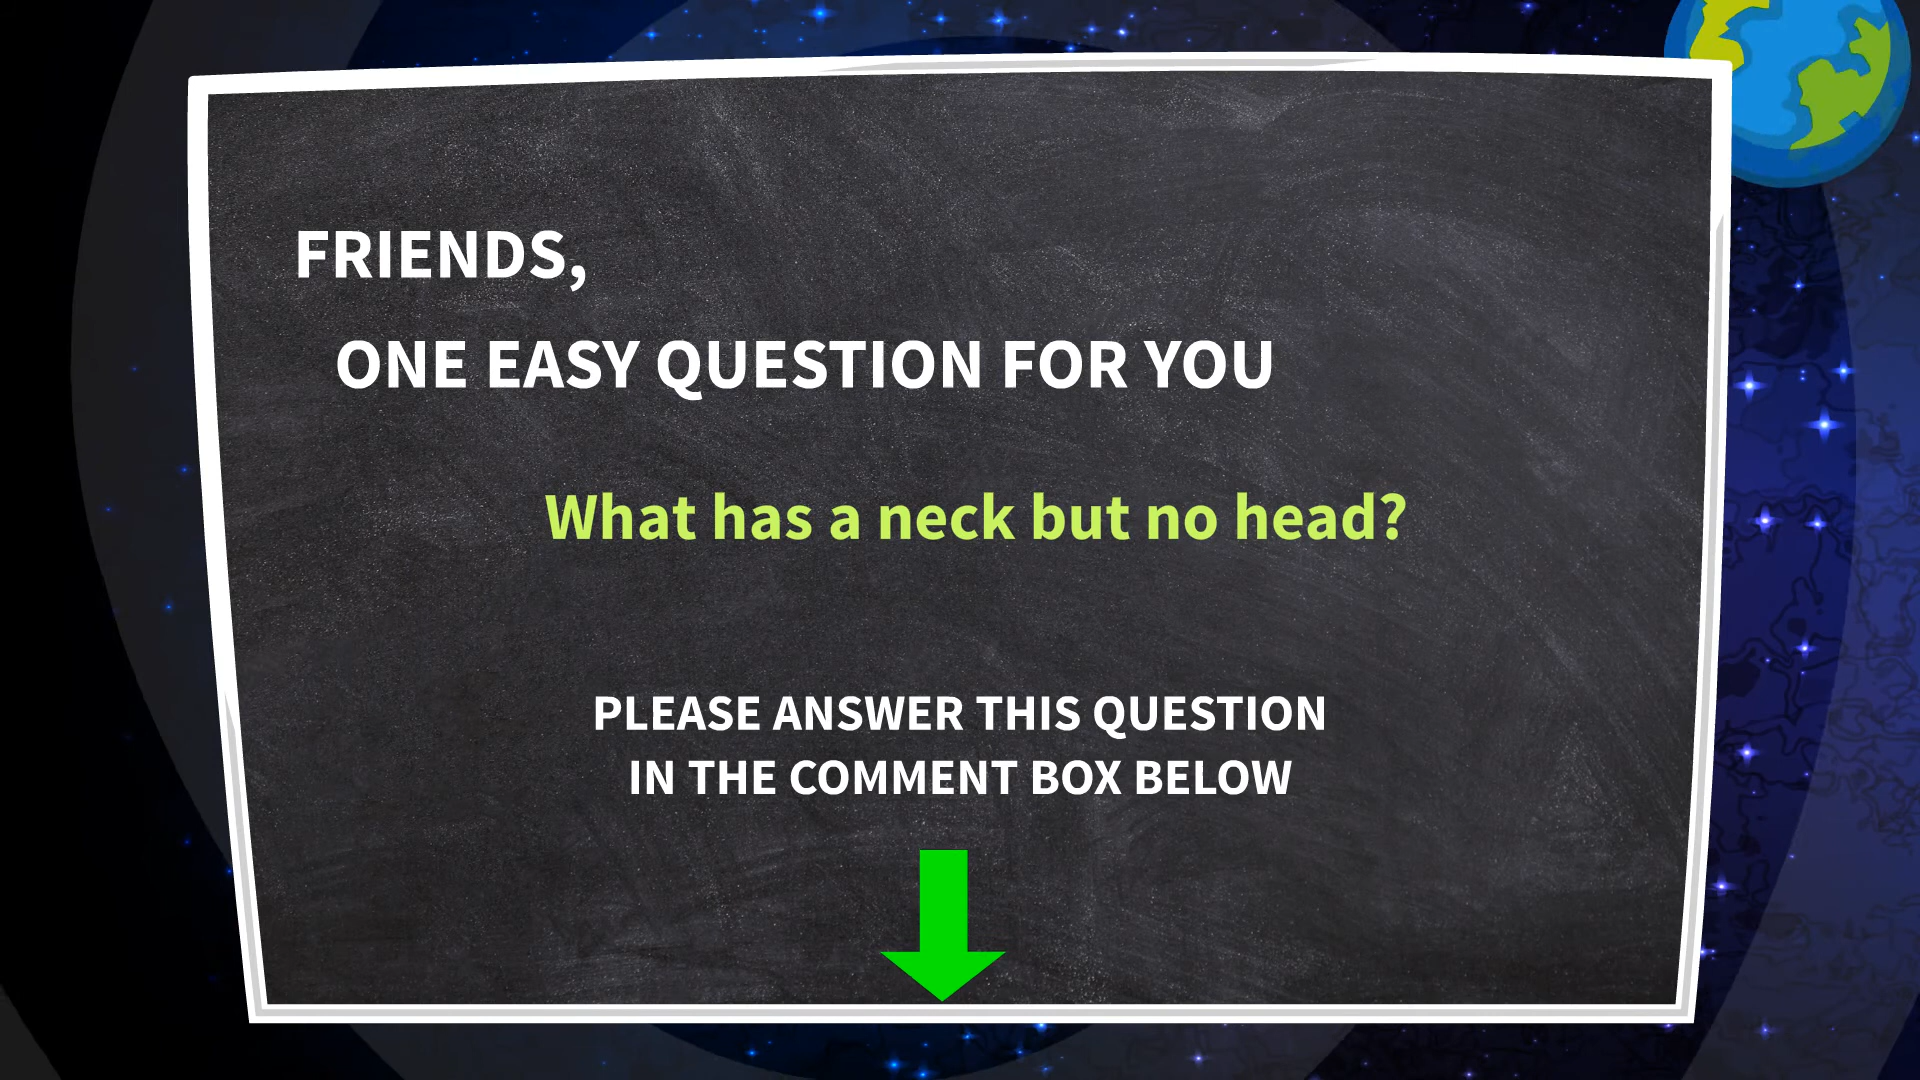 FRIENDS,
ONE EASY QUESTION FOR YOU
What has a neck but no head?
PLEASE ANSWER THIS QUESTION
IN THE COMMENT BOX BELOW